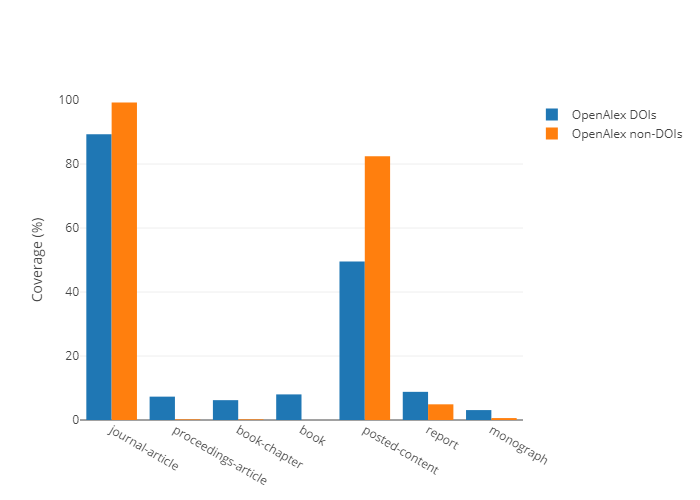 100
80
60
40
20
0
Coverage (%)
journal-article
proceedings-article
book-chapter
book
posted-content
report
monograph
OpenAlex DOIs
OpenAlex non-DOIs